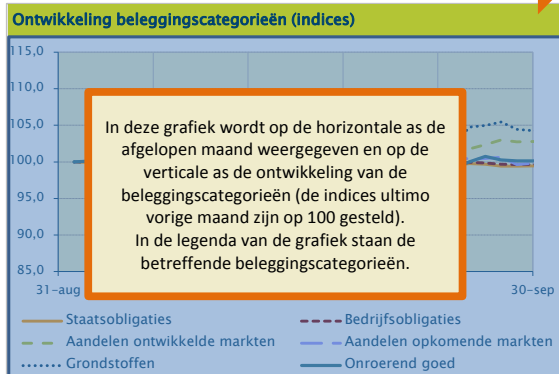 Ontwikkeling beleggingscategorieën (indices)
115,0
110,0
105,0
100,0
95,0
90,0
85,0
In deze grafiek wordt op de horizontale as de
afgelopen maand weergegeven en op de
verticale as de ontwikkeling van de
beleggingscategorieën (de indices ultimo
vorige maand zijn op 100 gesteld).
In de legenda van de grafiek staan de
betreffende beleggingscategorieën.
31-aug 30-sep
Staatsobligaties Bedrijfsobligaties
Aandelen ontwikkelde markten Aandelen opkomende markten
Grondstoffen Onroerend goed